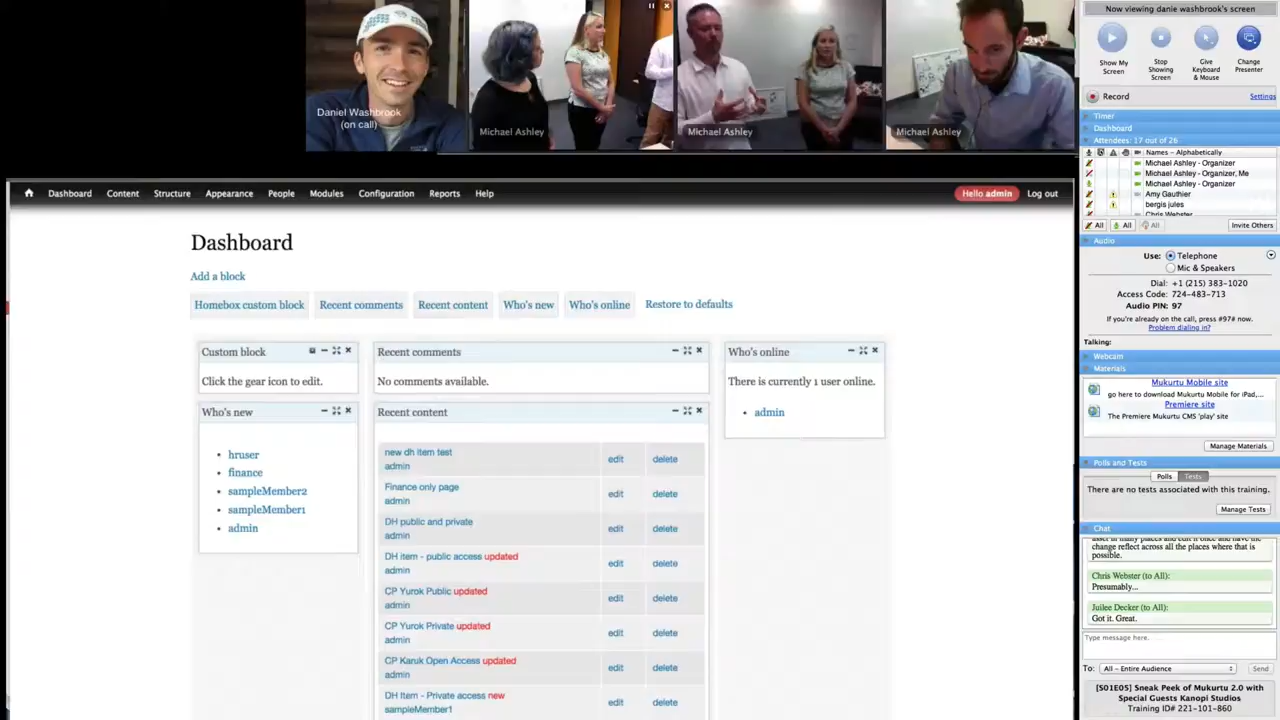 Daniel Washbrook
(on call)
Michael Ashley
Michael Ashley
Michael Ashley
Dashboard Content Structure Appearance People Modules Configuration Reports Help
Hello admin Log out
Dashboard
Add a block
Homebox custom block Recent comments Recent content Who's new Who's online Restore to defaults
Custom block
Click the gear icon to edit.
Who's new
hruser
finance
sampleMember2
sampleMember1
admin
Recent comments
No comments available.
Recent content
new dh item test
admin
edit delete
Finance only page
admin
edit delete
DH public and private
admin
edit delete
DH item - public access updated
admin
edit delete
CP Yurok Public updated
admin
edit delete
CP Yurok Private updated
admin
edit delete
CP Karuk Open Access updated
admin
edit delete
DH Item - Private access new
sampleMember1
edit delete
Who's online
There is currently 1 user online.
admin
Now viewing danie washbrook's screen
Show My
Screen
Stop
Showing
Screen
Give
Keyboard
& Mouse
Change
Presenter
Record Settings
Timer
Dashboard
Attendees: 17 out of 26
Names - Alphabetically
Michael Ashley - Organizer
Michael Ashley - Organizer, Me
Michael Ashley - Organizer
Amy Gauthier
bergis jules
Chris Webster
All All All Invite Others
Audio
Use: Telephone
Mic & Speakers
Dial: +1 (215) 383-1020
Access Code: 724-483-713
Audio PIN: 97
If you're already on the call, press #97# now.
Problem dialing in?
Talking:
Webcam
Materials
Mukurtu Mobile site
go here to download Mukurtu Mobile for iPad,...
Premiere site
The Premiere Mukurtu CMS 'play' site
Manage Materials
Polls and Tests
Polls Tests
There are no tests associated with this training.
Manage Tests
Chat
asset in many places and edit it once and have the
change reflect across all the places where that is
possible.
Chris Webster (to All):
Presumably...
Juilee Decker (to All):
Got it. Great.
Type message here.
To: All - Entire Audience Send
[S01E05] Sneak Peek of Mukurtu 2.0 with
Special Guests Kanopi Studios
Training ID# 221-101-860